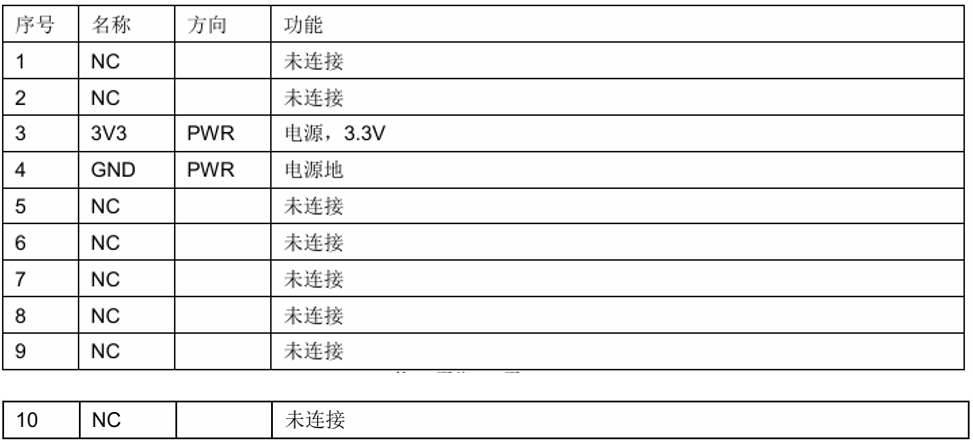 序号 名称 方向 功能
1 NC 未连接
2 NC 未连接
3 3V3 PWR 电源，3.3V
4 GND PWR 电源地
5 NC 未连接
6 NC 未连接
7 NC 未连接
8 NC 未连接
9 NC 未连接
10 NC 未连接